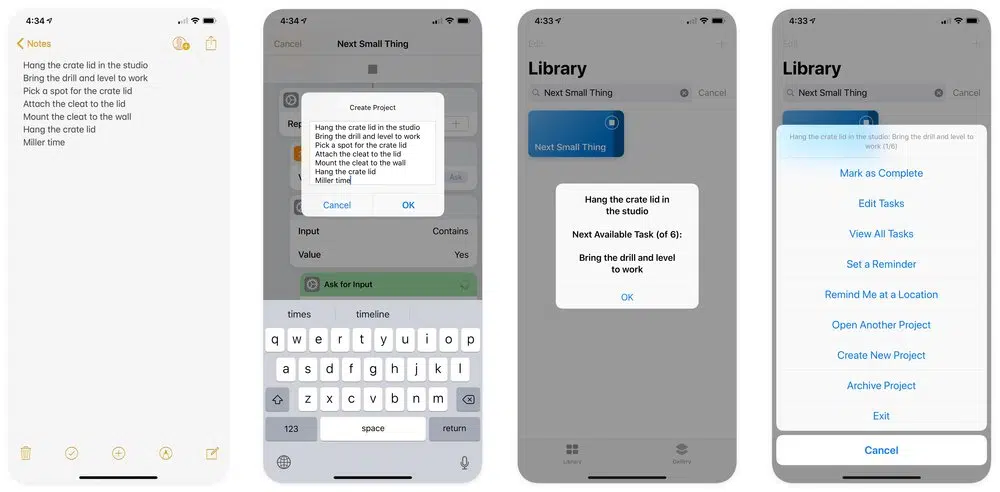 4:34
Notes
Hang the crate lid in the studio
Bring the drill and level to work
Pick a spot for the crate lid
Attach the cleat to the lid
Mount the cleat to the wall
Hang the crate lid
Miller time
4:34
Cancel
Next Small Thing
Create Project
Hang the crate lid in the studio
Bring the drill and level to work
Pick a spot for the crate lid
Attach the cleat to the lid
Mount the cleat to the wall
Hang the crate lid
Miller time
Cancel OK
Rep
V Ask
Input Contains
Value Yes
Ask for Input
times timeline
q w e r t y u i o p
a s d f g h j k l
z x c v b n m
123 space return
4:33
Edit
Library
Next Small Thing Cancel
Next Small Thing
Hang the crate lid in
the studio
Next Available Task (of 6):
Bring the drill and level
to work
OK
Library Gallery
4:33
Edit
Library
Next Small Thing Cancel
Hang the crate lid in the studio: Bring the drill and level to
work (1/6)
Mark as Complete
Edit Tasks
View All Tasks
Set a Reminder
Remind Me at a Location
Open Another Project
Create New Project
Archive Project
Exit
Cancel